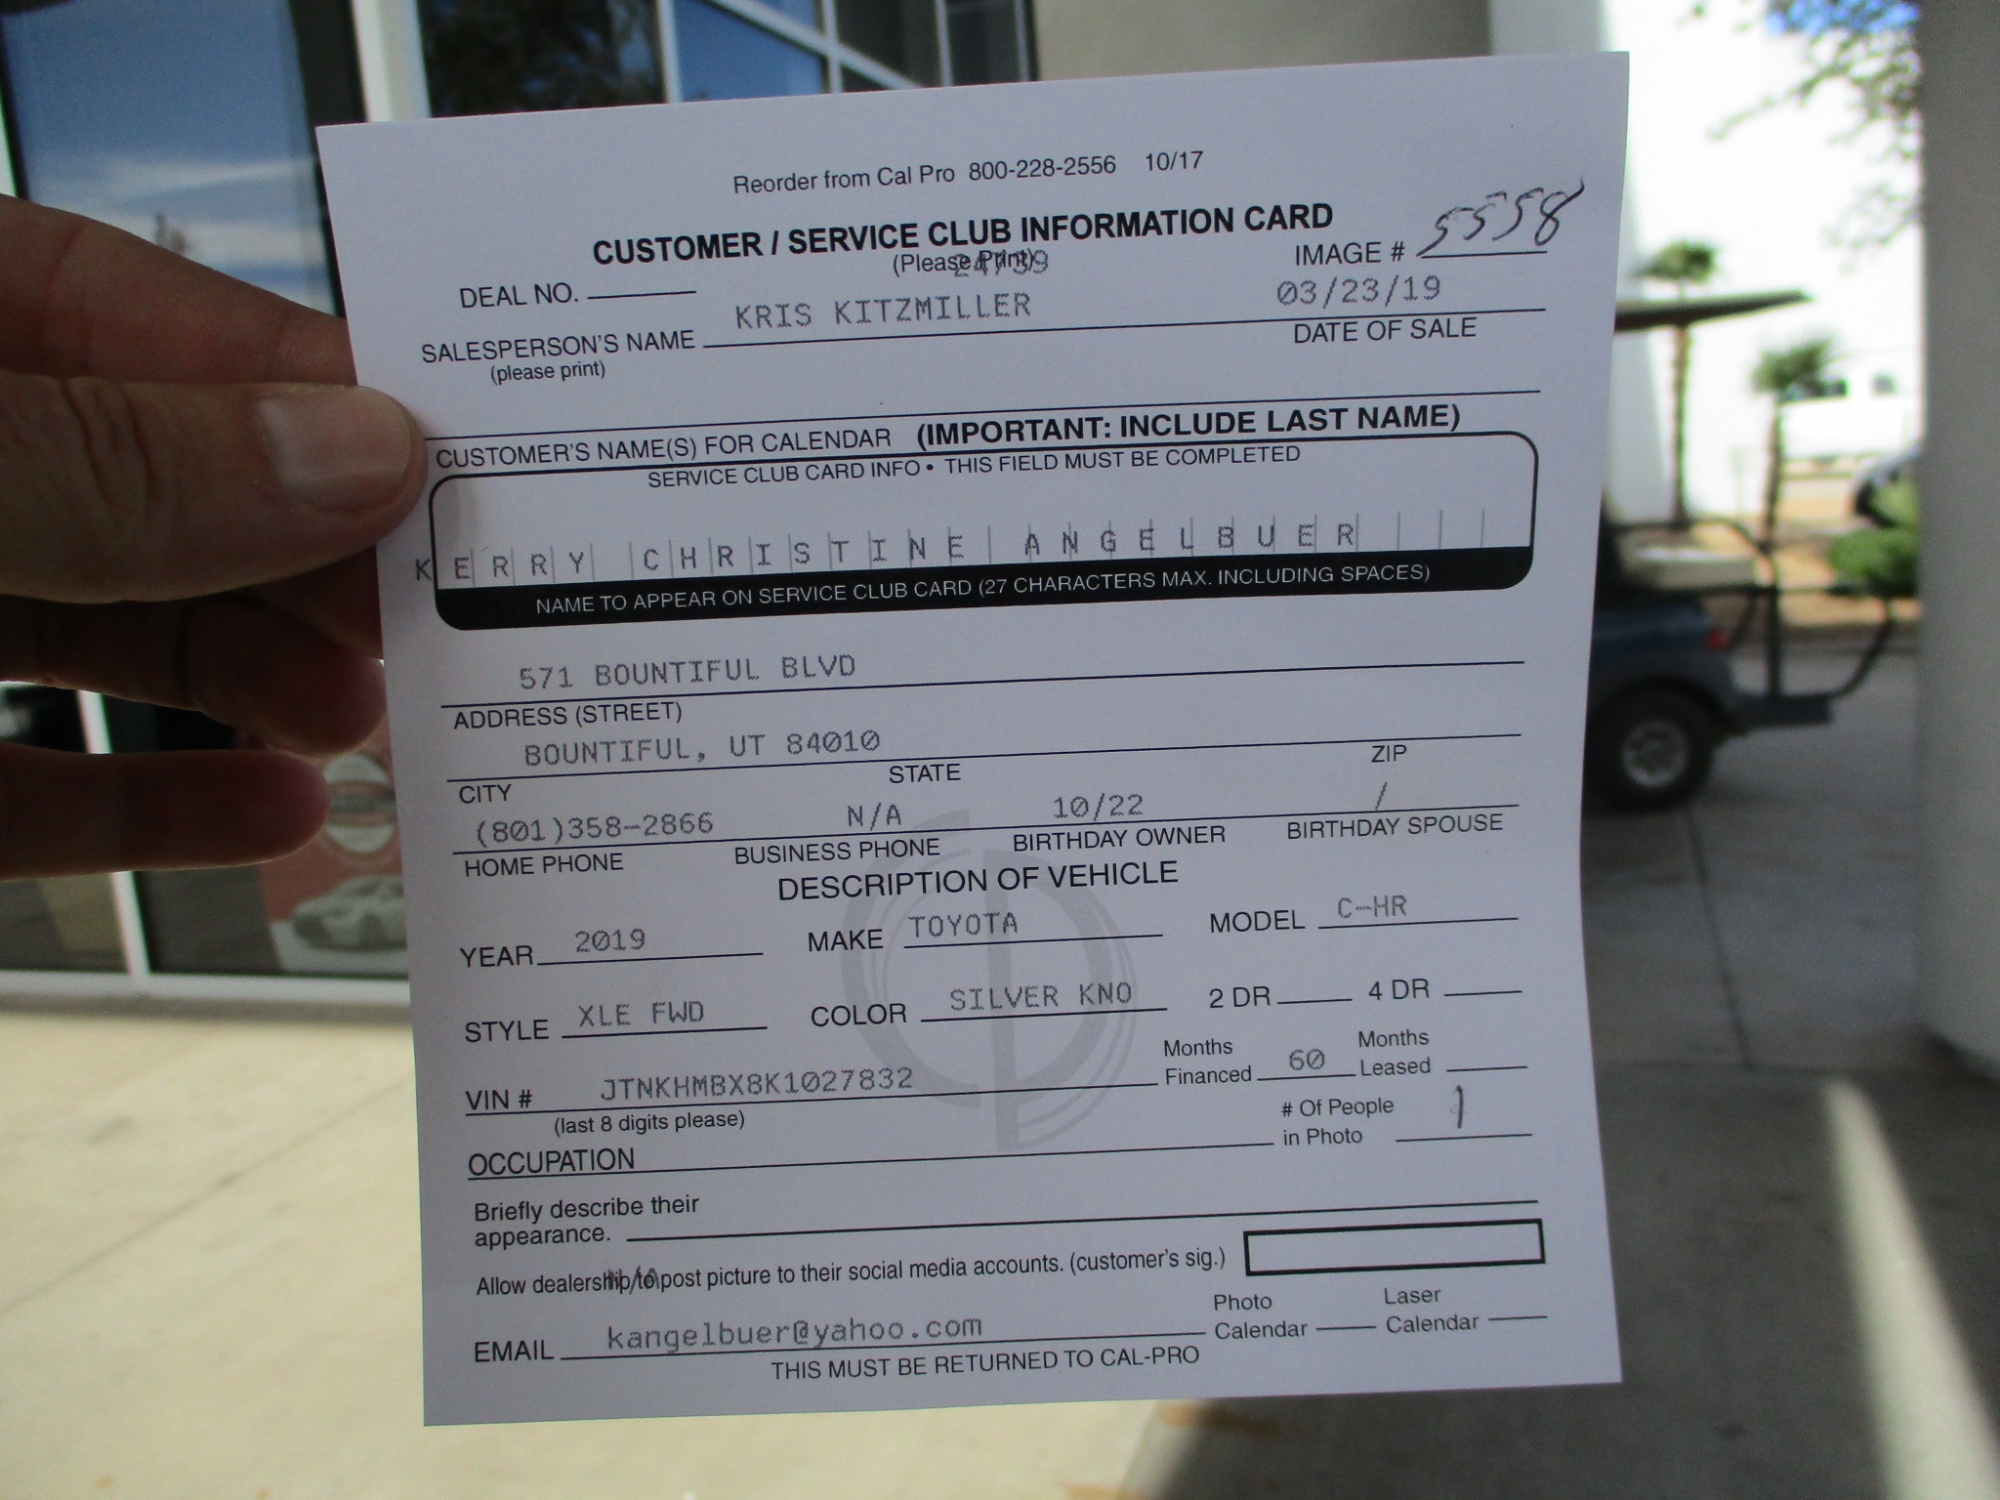 Reorder from Cal Pro 800-228-2556 10/17
CUSTOMER / SERVICE CLUB INFORMATION CARD
(Please Print)
IMAGE # 5558
DEAL NO.
KRIS KITZMILLER 03/23/19
SALESPERSON'S NAME DATE OF SALE
(please print)
CUSTOMER'S NAME(S) FOR CALENDAR (IMPORTANT: INCLUDE LAST NAME)
SERVICE CLUB CARD INFO • THIS FIELD MUST BE COMPLETED
KERRY CHRISTINE ANGELBUER
NAME TO APPEAR ON SERVICE CLUB CARD (27 CHARACTERS MAX. INCLUDING SPACES)
571 BOUNTIFUL BLVD
ADDRESS (STREET)
BOUNTIFUL, UT 84010
CITY STATE ZIP
(801)358-2866 N/A 10/22 /
HOME PHONE BUSINESS PHONE BIRTHDAY OWNER BIRTHDAY SPOUSE
DESCRIPTION OF VEHICLE
YEAR 2019 MAKE TOYOTA MODEL C-HR
STYLE XLE FWD COLOR SILVER KNO 2 DR 4 DR
VIN # JTNKHMBX8K1027832 Months Financed 60 Months Leased
(last 8 digits please)
OCCUPATION # Of People in Photo 1
Briefly describe their
appearance.
Allow dealership to post picture to their social media accounts. (customer's sig.)
N/A
EMAIL kangelbuer@yahoo.com Photo Calendar Laser Calendar
THIS MUST BE RETURNED TO CAL-PRO